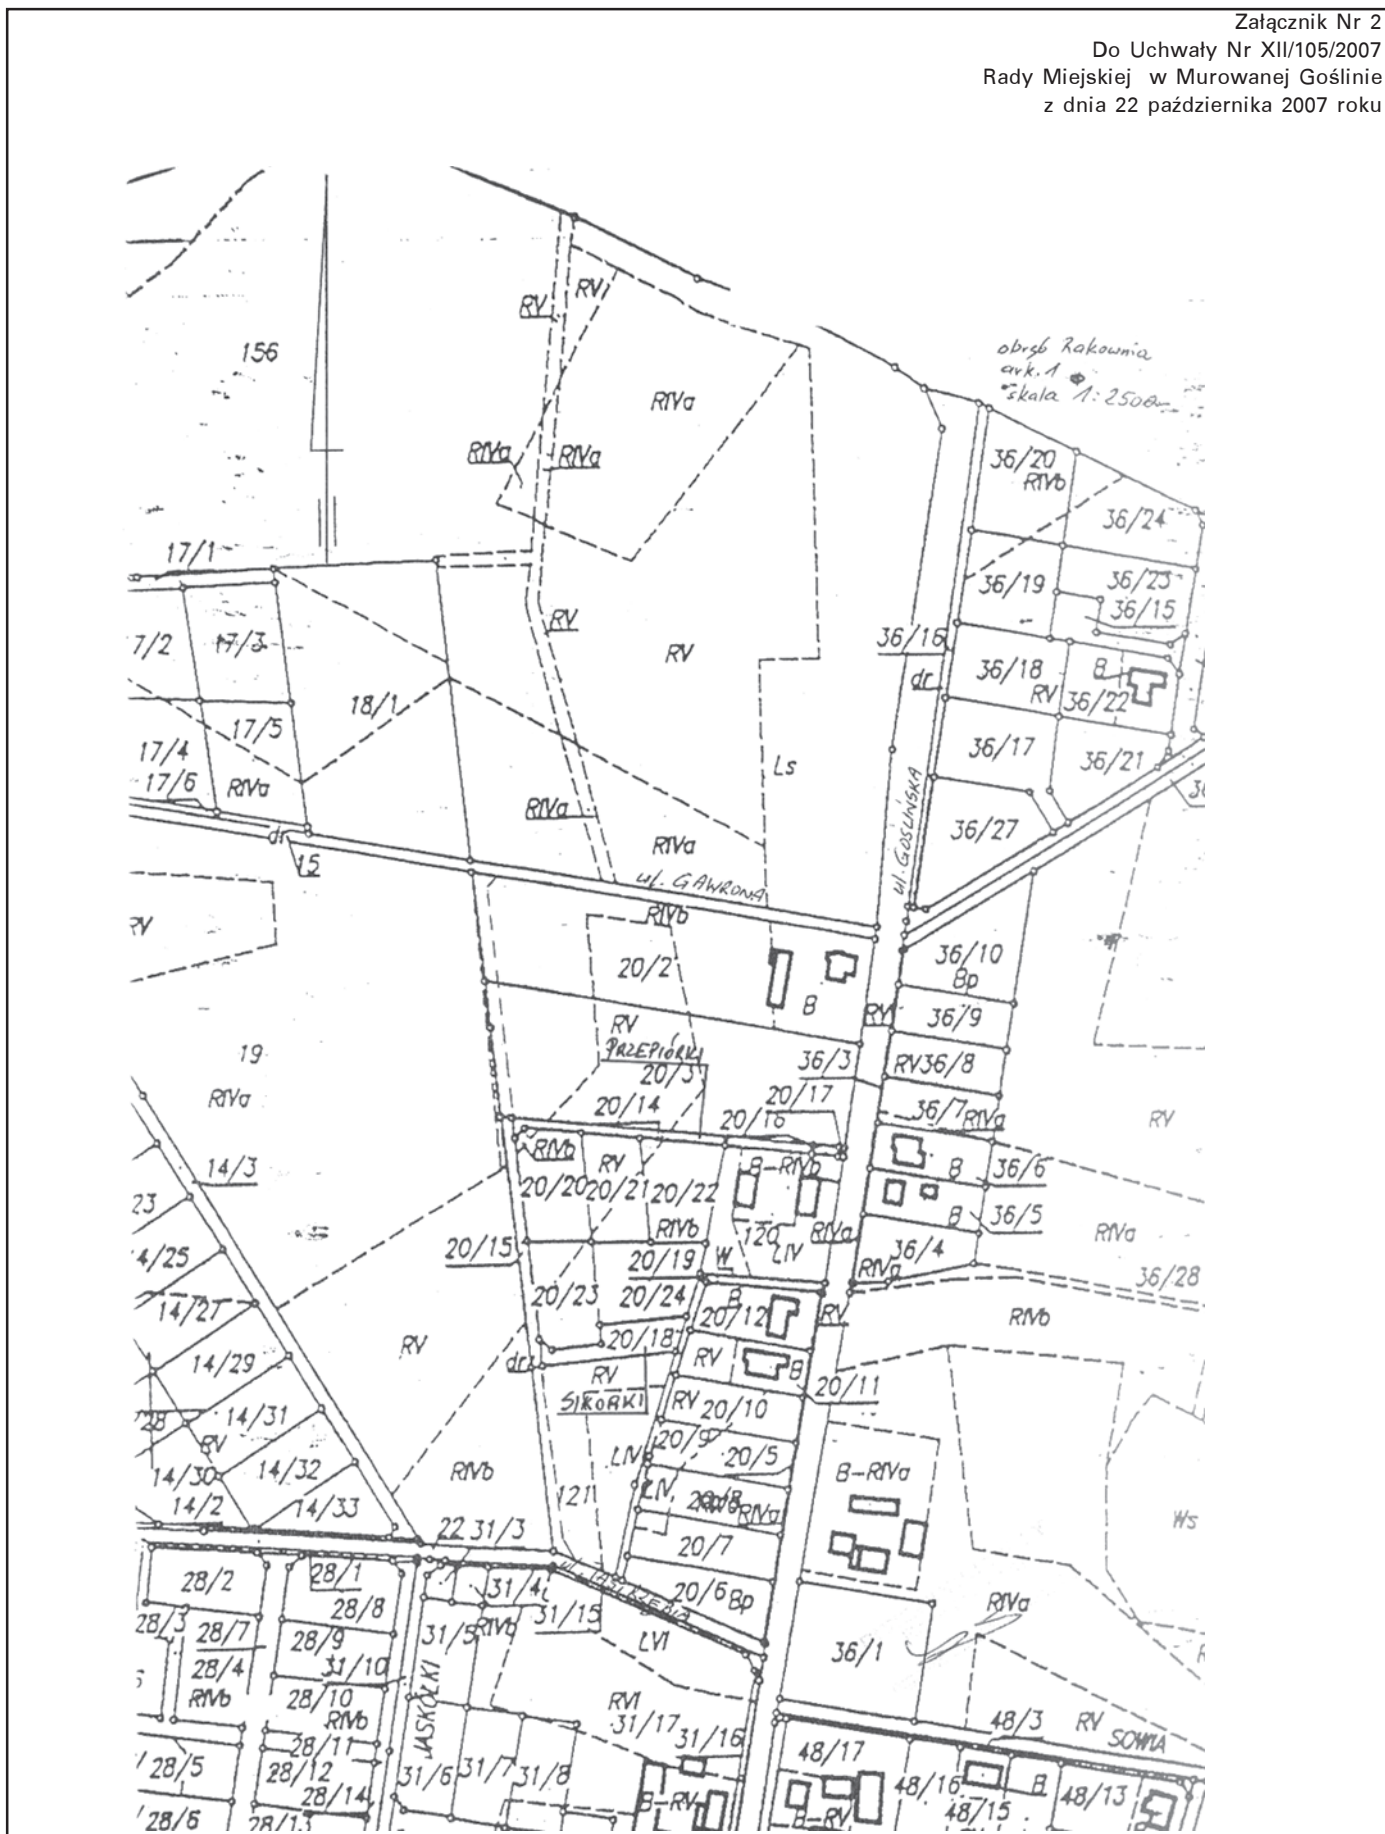 Załącznik Nr 2
Do Uchwały Nr XII/105/2007
Rady Miejskiej w Murowanej Goślinie
z dnia 22 października 2007 roku
obręb Rakownia
ark. 1
skala 1:2500
156
RV
RV
RIVa
RIVa
RIVa
36/20
RIVb
36/24
17/1
36/19
36/23
36/15
RV
7/2
17/3
RV
36/16
36/18
B
dr
RV
36/22
18/1
17/5
17/4
17/6
RIVa
36/17
36/21
Ls
RIVa
36/27
dr
15
RIVa
ul. GAWRONA
ul. GOŚLIŃSKA
RV
RIVb
20/2
36/10
Bp
B
RV
36/9
RV
19
PRZEPIÓRKI
20/3
36/3
RV 36/8
RIVa
20/14
20/17
20/16
36/7
RIVa
RV
14/3
RIVb
RV
B-RIVb
B
36/6
23
20/20
20/21
20/22
B
36/5
RIVb
120
RIVa
RIVa
4/25
20/15
20/19
W
LIV
36/4
RIVa
36/28
14/27
20/23
20/24
B
20/12
RV
RIVb
RV
20/18
14/29
dr
RV
RV
B
20/11
SIKORKI
RV
20/10
28
14/31
RV
20/9
20/5
LIV
B-RIVa
14/30
14/32
RIVb
LIV
20/8
RIVa
14/2
14/33
121
Ws
22
31/3
20/7
28/2
28/1
31/4
20/6
Bp
28/3
28/8
31/15
RIVa
28/7
28/9
31/5
RIVb
LVI
28/4
31/10
36/1
RIVb
28/10
RIVb
JASKÓŁKI
RVI
31/17
31/16
48/3
RV
SOWIA
28/11
28/5
28/12
31/6
31/7
31/8
48/17
48/16
B
48/13
28/14
B-RV
B-RV
48/15
28/6
28/13